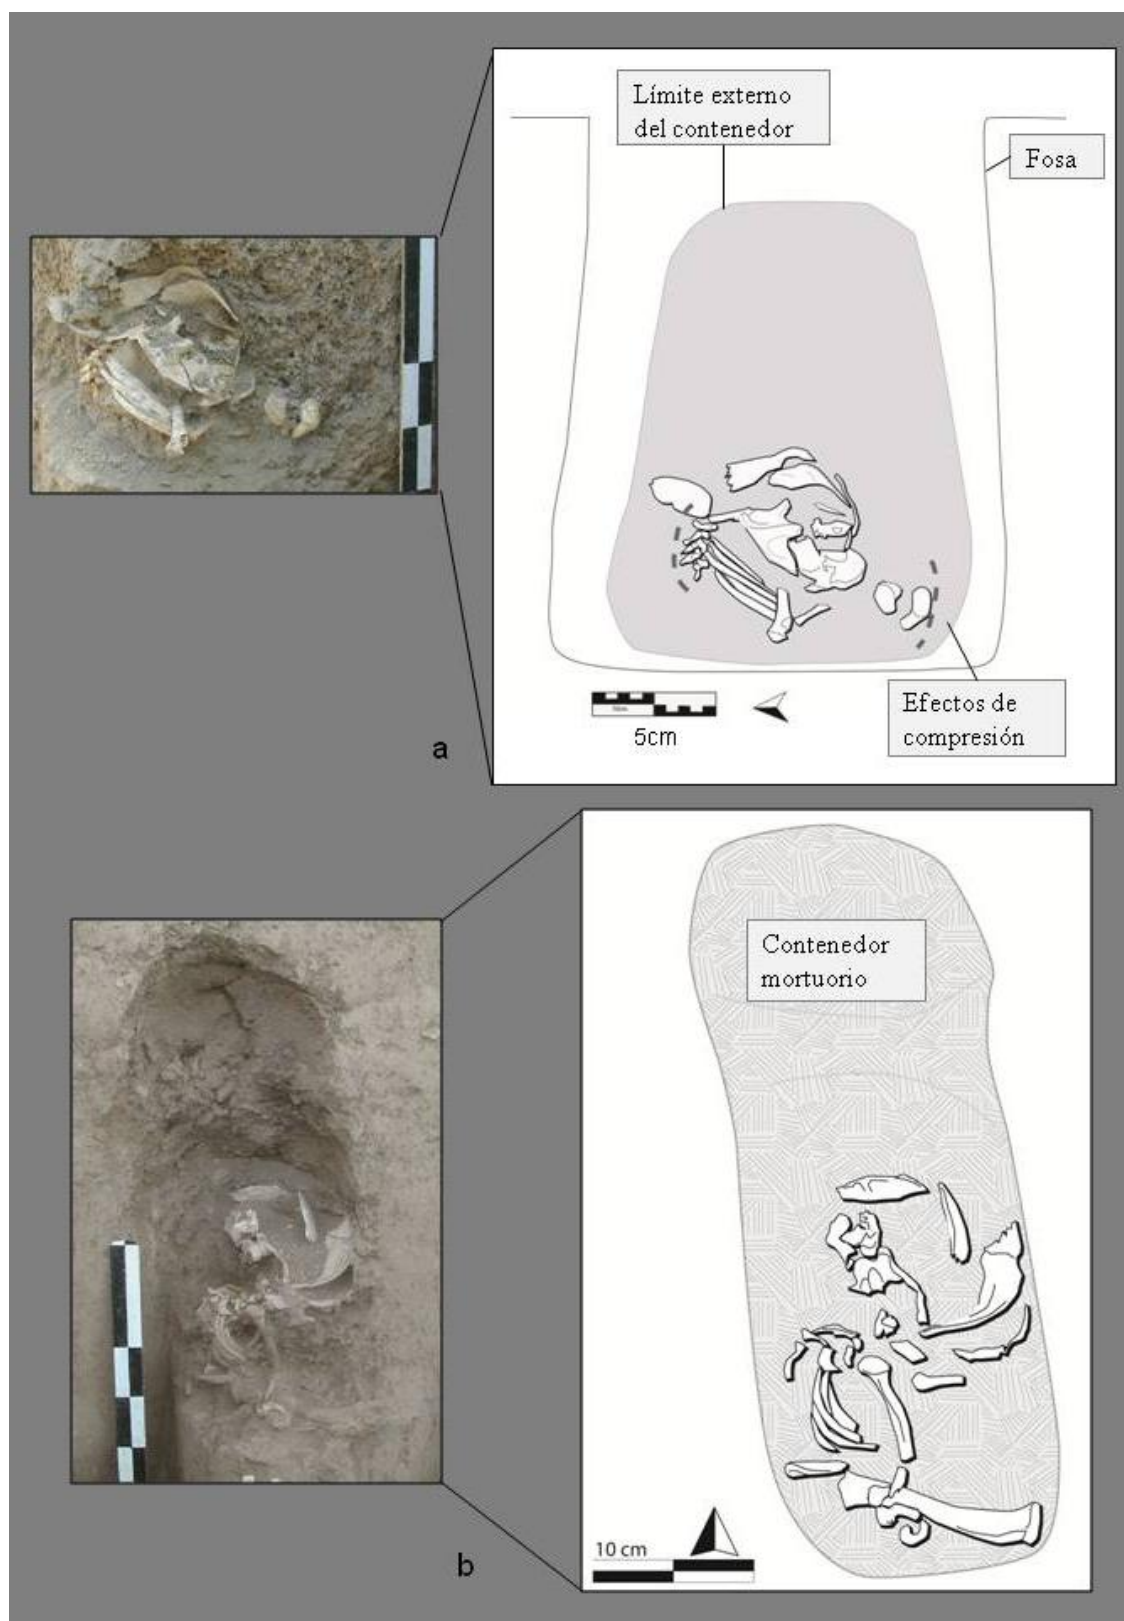 Límite externo
del contenedor
Fosa
Efectos de
compresión
5cm
a
Contenedor
mortuorio
10 cm
b